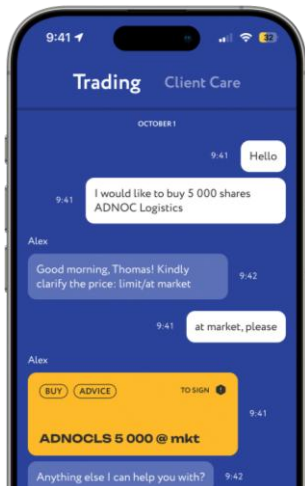 9:41
32
Trading Client Care
OCTOBER 1
9:41 Hello
9:41 I would like to buy 5 000 shares
ADNOC Logistics
Alex
Good morning, Thomas! Kindly
clarify the price: limit/at market
9:42
9:41 at market, please
Alex
BUY ADVICE TO SIGN
9:41
ADNOCLS 5 000 @ mkt
Anything else I can help you with? 9:42